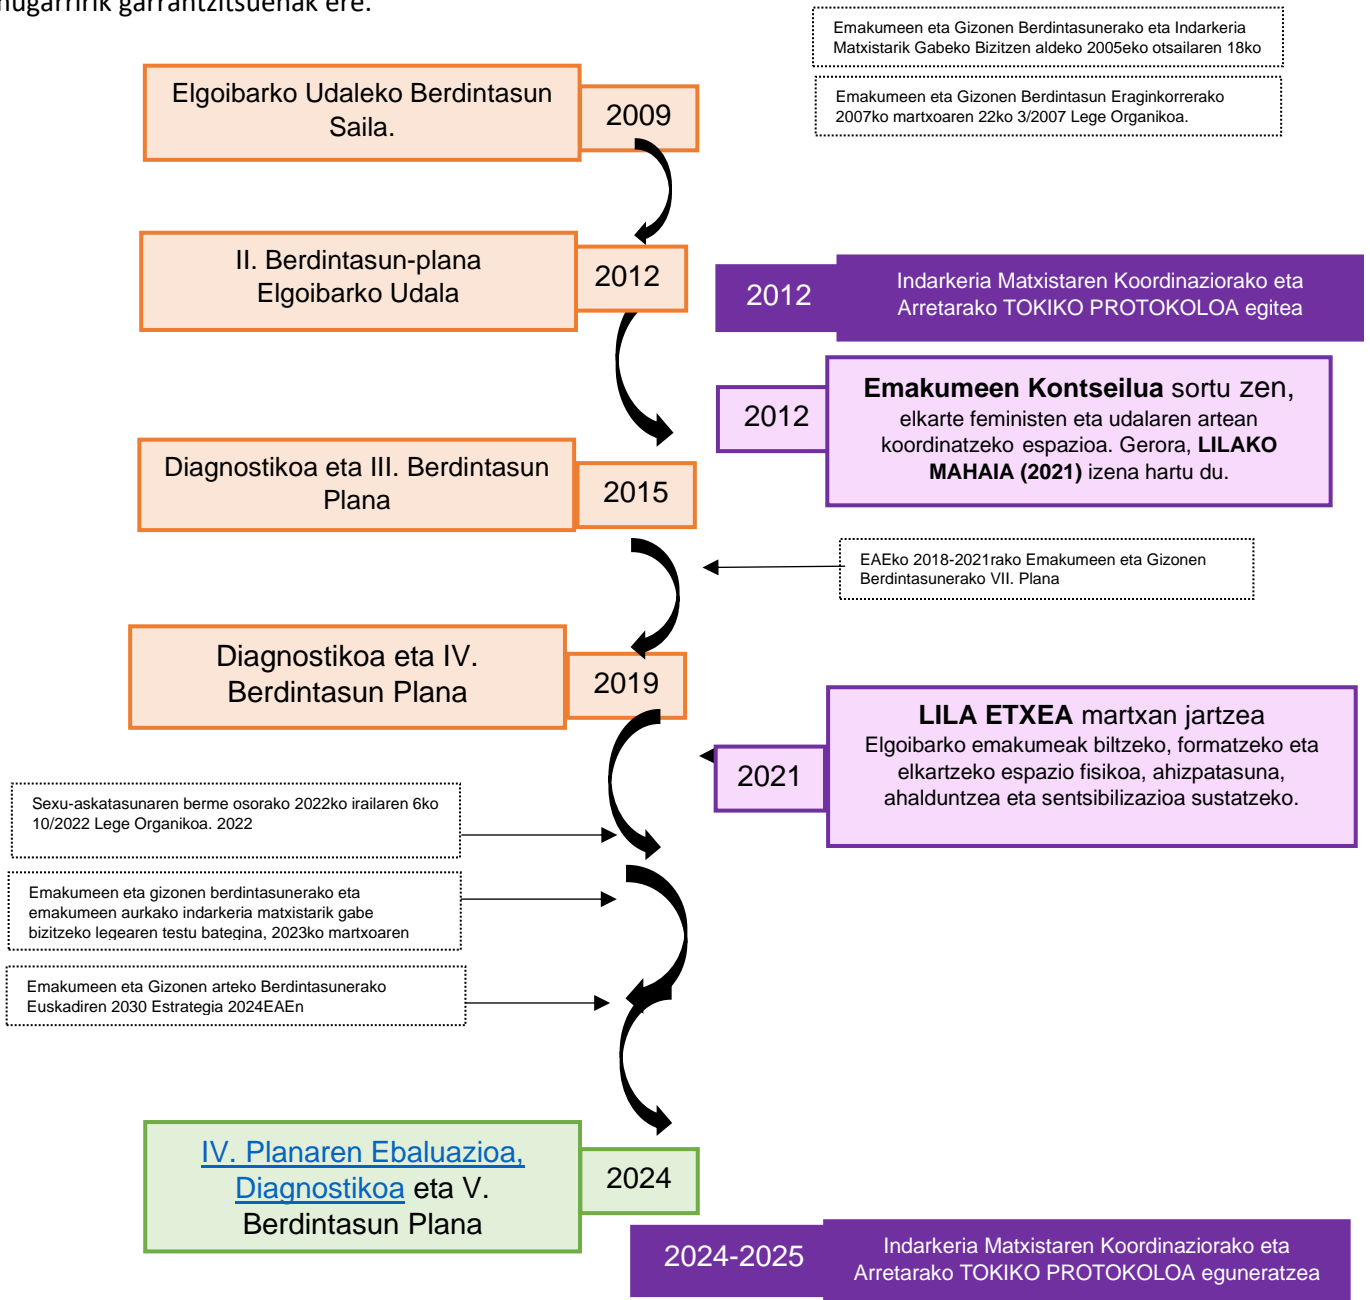 mugarririk garrantzitsuenak ere.
Emakumeen eta Gizonen Berdintasunerako eta Indarkeria
Matxistarik Gabeko Bizitzen aldeko 2005eko otsailaren 18ko
Emakumeen eta Gizonen Berdintasun Eraginkorrerako
2007ko martxoaren 22ko 3/2007 Lege Organikoa.
Elgoibarko Udaleko Berdintasun
Saila.
2009
II. Berdintasun-plana
Elgoibarko Udala
2012
2012
Indarkeria Matxistaren Koordinaziorako eta
Arretarako TOKIKO PROTOKOLOA egitea
2012
Emakumeen Kontseilua sortu zen,
elkarte feministen eta udalaren artean
koordinatzeko espazioa. Gerora, LILAKO
MAHAIA (2021) izena hartu du.
Diagnostikoa eta III. Berdintasun
Plana
2015
EAEko 2018-2021rako Emakumeen eta Gizonen
Berdintasunerako VII. Plana
Diagnostikoa eta IV.
Berdintasun Plana
2019
2021
LILA ETXEA martxan jartzea
Elgoibarko emakumeak biltzeko, formatzeko eta
elkartzeko espazio fisikoa, ahizpatasuna,
ahalduntzea eta sentsibilizazioa sustatzeko.
Sexu-askatasunaren berme osorako 2022ko irailaren 6ko
10/2022 Lege Organikoa. 2022
Emakumeen eta gizonen berdintasunerako eta
emakumeen aurkako indarkeria matxistarik gabe
bizitzeko legearen testu bategina, 2023ko martxoaren
Emakumeen eta Gizonen arteko Berdintasunerako
Euskadiren 2030 Estrategia 2024EAEn
IV. Planaren Ebaluazioa,
Diagnostikoa eta V.
Berdintasun Plana
2024
2024-2025
Indarkeria Matxistaren Koordinaziorako eta
Arretarako TOKIKO PROTOKOLOA eguneratzea